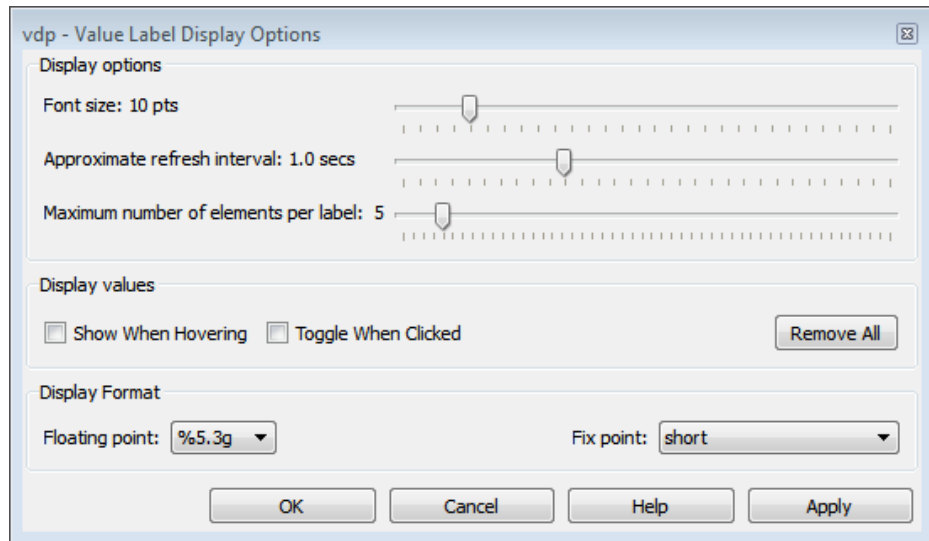 vdp - Value Label Display Options
Display options
Font size: 10 pts
Approximate refresh interval: 1.0 secs
Maximum number of elements per label: 5
Display values
Show When Hovering Toggle When Clicked Remove All
Display Format
Floating point: %5.3g Fix point: short
OK Cancel Help Apply